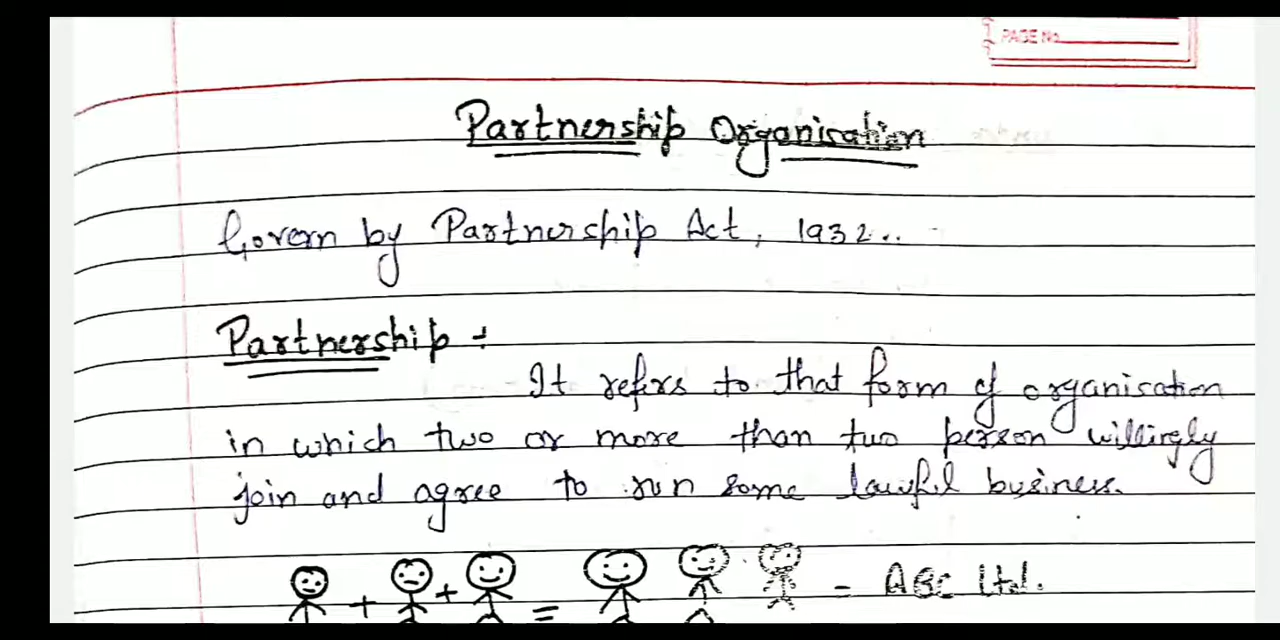 PAGE No.
Partnership Organisation
Govern by Partnership Act, 1932..
Partnership :-
It refers to that form of organisation
in which two or more than two person willingly
join and agree to run some lawful business.
+ + = = ABC Ltd.